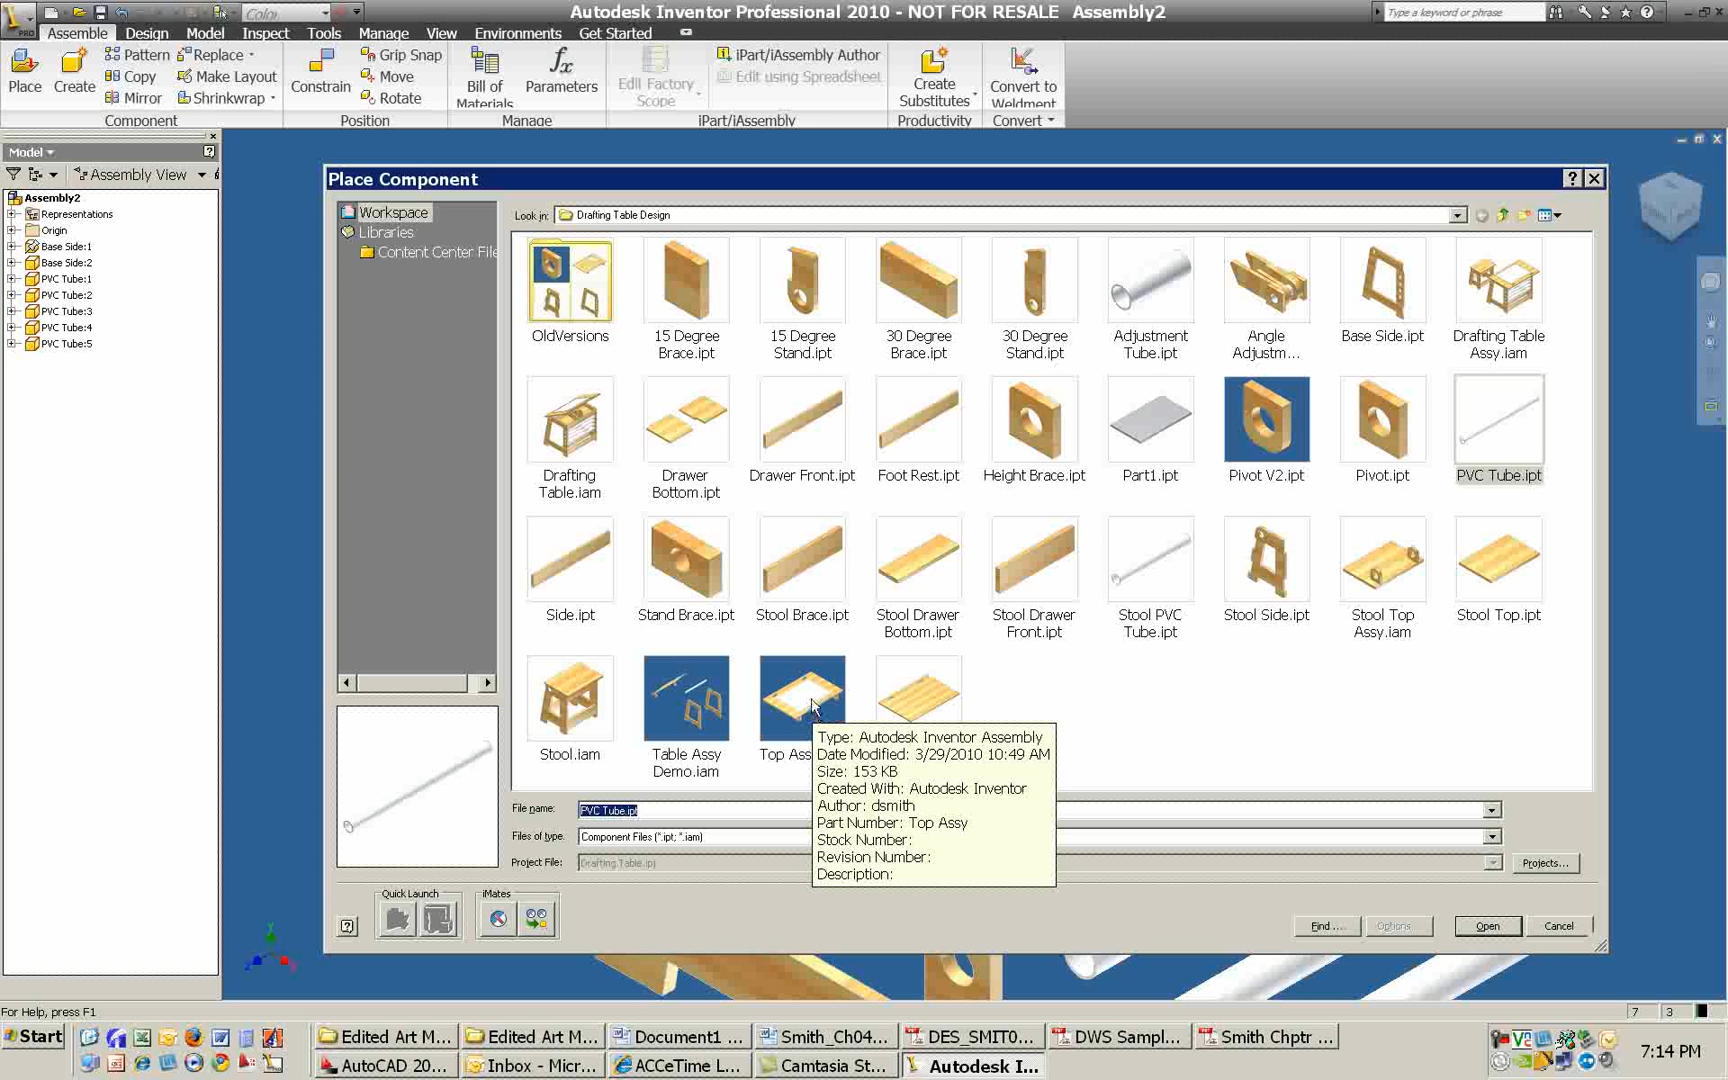 Color
Autodesk Inventor Professional 2010 - NOT FOR RESALE Assembly2
Type a keyword or phrase
PRO
Assemble Design Model Inspect Tools Manage View Environments Get Started
Place
Create
Pattern
Copy
Mirror
Replace
Make Layout
Shrinkwrap
Component
Constrain
Grip Snap
Move
Rotate
Position
Bill of
Materials
fx
Parameters
Manage
Edit Factory
Scope
iPart/iAssembly Author
Edit using Spreadsheet
iPart/iAssembly
Create
Substitutes
Productivity
Convert to
Weldment
Convert
Model
Assembly View
Assembly2
Representations
Origin
Base Side:1
Base Side:2
PVC Tube:1
PVC Tube:2
PVC Tube:3
PVC Tube:4
PVC Tube:5
Place Component
Workspace
Libraries
Content Center File
Look in: Drafting Table Design
OldVersions
15 Degree
Brace.ipt
15 Degree
Stand.ipt
30 Degree
Brace.ipt
30 Degree
Stand.ipt
Adjustment
Tube.ipt
Angle
Adjustm...
Base Side.ipt
Drafting Table
Assy.iam
Drafting
Table.iam
Drawer
Bottom.ipt
Drawer Front.ipt
Foot Rest.ipt
Height Brace.ipt
Part1.ipt
Pivot V2.ipt
Pivot.ipt
PVC Tube.ipt
Side.ipt
Stand Brace.ipt
Stool Brace.ipt
Stool Drawer
Bottom.ipt
Stool Drawer
Front.ipt
Stool PVC
Tube.ipt
Stool Side.ipt
Stool Top
Assy.iam
Stool Top.ipt
Stool.iam
Table Assy
Demo.iam
Top Ass
Type: Autodesk Inventor Assembly
Date Modified: 3/29/2010 10:49 AM
Size: 153 KB
Created With: Autodesk Inventor
Author: dsmith
Part Number: Top Assy
Stock Number:
Revision Number:
Description:
File name: PVC Tube.ipt
Files of type: Component Files (*.ipt; *.iam)
Project File: Drafting Table.ipj
Projects...
Quick Launch
iMates
Find ...
Options
Open
Cancel
For Help, press F1
7 3
Start
Edited Art M...
Edited Art M...
Document1 ...
Smith_Ch04...
DES_SMIT0...
DWS Sampl...
Smith Chptr ...
AutoCAD 20...
Inbox - Micr...
ACCeTime L...
Camtasia St...
Autodesk I...
7:14 PM